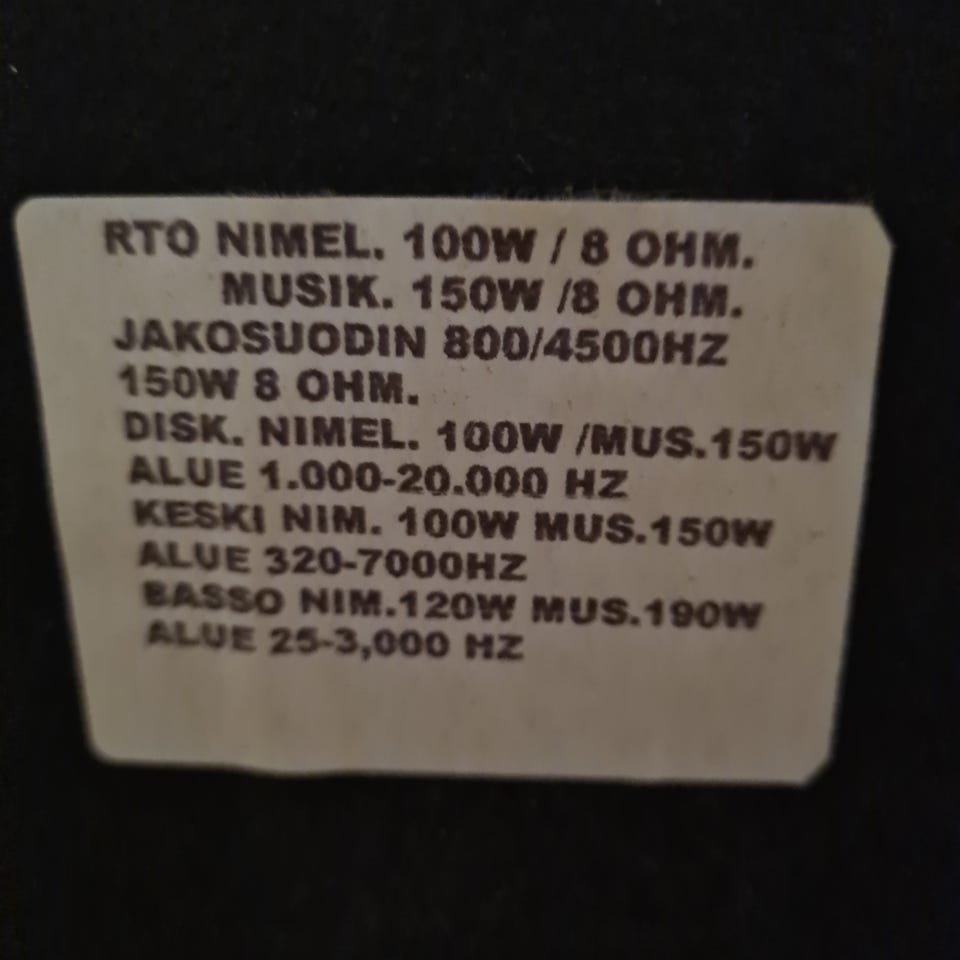 RTO NIMEL. 100W / 8 OHM.
MUSIK. 150W /8 OHM.
JAKOSUODIN 800/4500HZ
150W 8 OHM.
DISK. NIMEL. 100W /MUS.150W
ALUE 1.000-20.000 HZ
KESKI NIM. 100W MUS.150W
ALUE 320-7000HZ
BASSO NIM.120W MUS.190W
ALUE 25-3,000 HZ